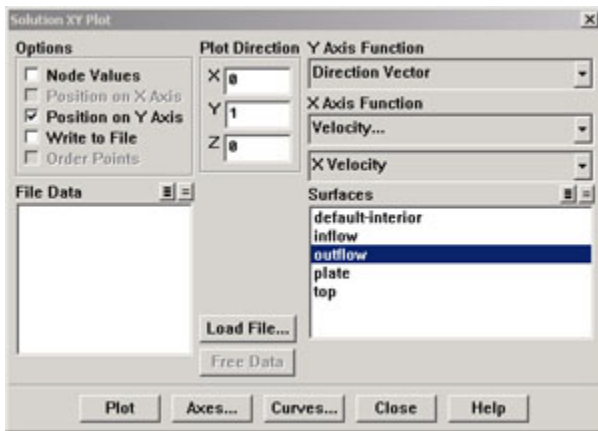 Solution XY Plot
Options
Node Values
Position on X Axis
Position on Y Axis
Write to File
Order Points
Plot Direction
X 0
Y 1
Z 0
Y Axis Function
Direction Vector
X Axis Function
Velocity...
X Velocity
File Data
Surfaces
default-interior
inflow
outflow
plate
top
Load File...
Free Data
Plot
Axes...
Curves...
Close
Help